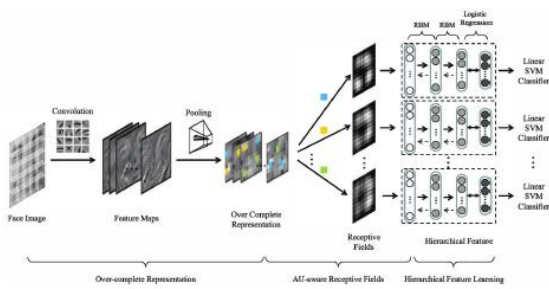 Logistic
Regression
RBM
RBM
Convolution
Pooling
Linear
SVM
Classifier
Linear
SVM
Classifier
Linear
SVM
Classifier
Face Image
Feature Maps
Over Complete
Representation
Receptive
Fields
Hierarchical Feature
Over-complete Representation
AU-aware Receptive Fields
Hierarchical Feature Learning